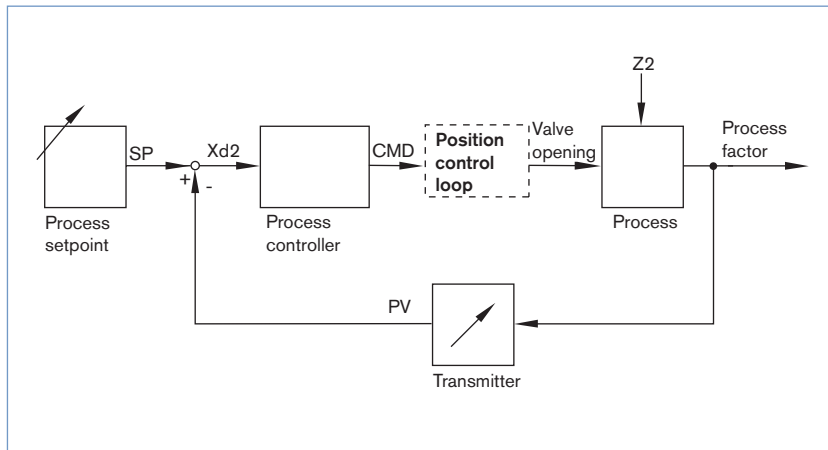 Z2
SP
+
-
Xd2
CMD
Position
control
loop
Valve
opening
Process
factor
Process
setpoint
Process
controller
Process
PV
Transmitter